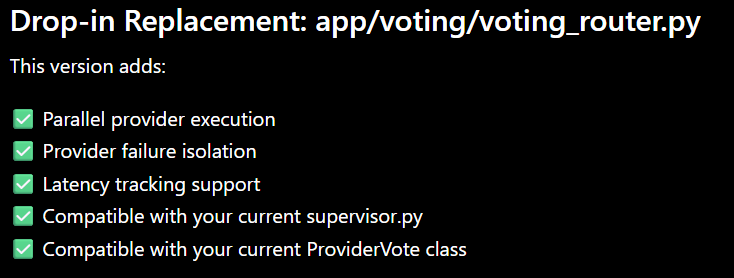 Drop-in Replacement: app/voting/voting_router.py
This version adds:
✅ Parallel provider execution
✅ Provider failure isolation
✅ Latency tracking support
✅ Compatible with your current supervisor.py
✅ Compatible with your current ProviderVote class